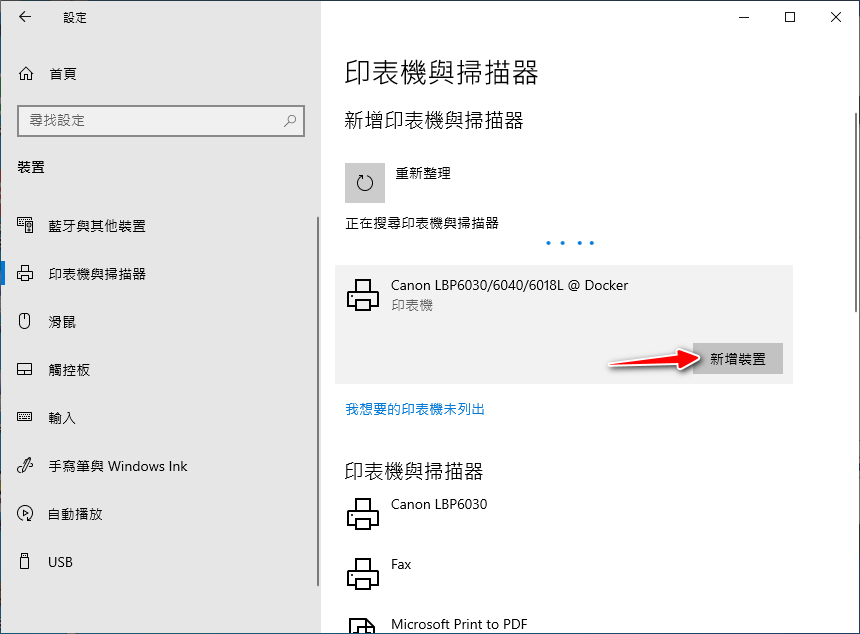 設定
首頁
尋找設定
裝置
藍牙與其他裝置
印表機與掃描器
滑鼠
觸控板
輸入
手寫筆與 Windows Ink
自動播放
USB
印表機與掃描器
新增印表機與掃描器
重新整理
正在搜尋印表機與掃描器
Canon LBP6030/6040/6018L @ Docker
印表機
新增裝置
我想要的印表機未列出
印表機與掃描器
Canon LBP6030
Fax
Microsoft Print to PDF